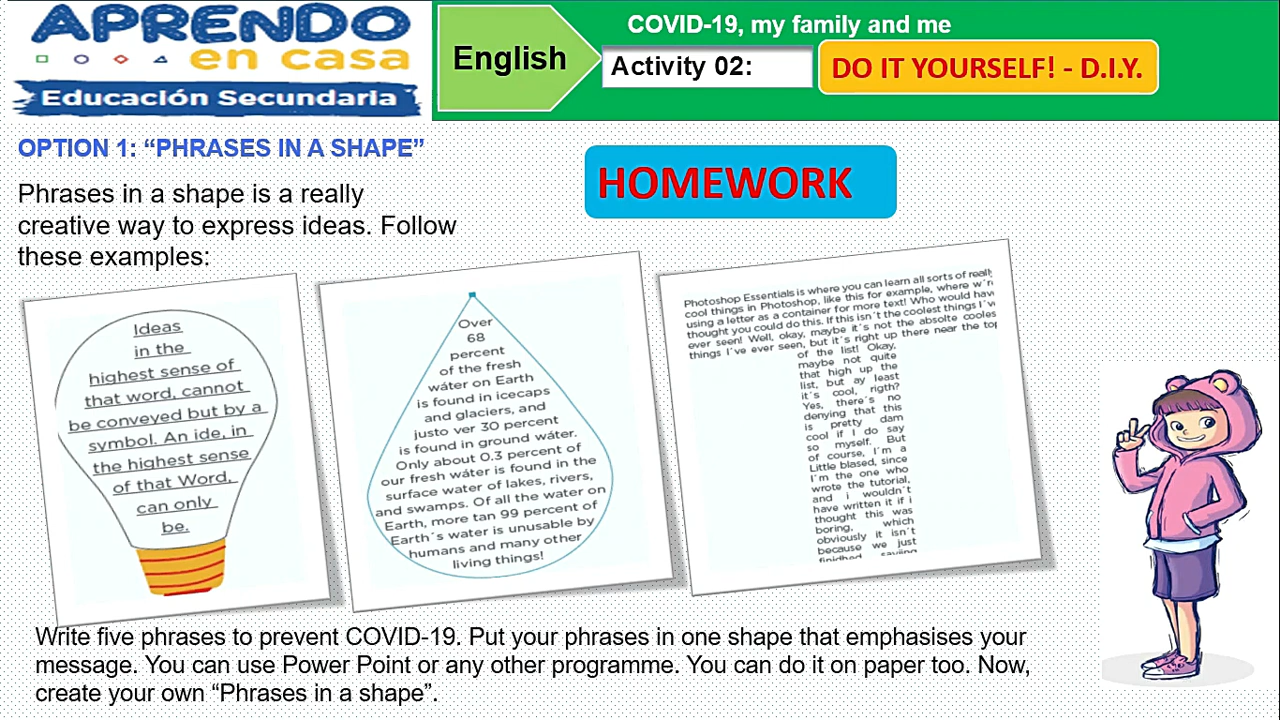 APRENDO
en casa
Educación Secundaria
English
COVID-19, my family and me
Activity 02:
DO IT YOURSELF! - D.I.Y.
OPTION 1: “PHRASES IN A SHAPE”
HOMEWORK
Phrases in a shape is a really
creative way to express ideas. Follow
these examples:
Ideas
in the
highest sense of
that word, cannot
be conveyed but by a
symbol. An ide, in
the highest sense
of that Word,
can only
be.
Over
68
percent
of the fresh
wáter on Earth
is found in icecaps
and glaciers, and
justo ver 30 percent
is found in ground wáter.
Only about 0.3 percent of
our fresh wáter is found in the
surface water of lakes, rivers,
and swamps. Of all the water on
Earth, more tan 99 percent of
Earth´s water is unusable by
humans and many other
living things!
Photoshop Essentials is where you can learn all sorts of really
cool things in Photoshop, like this for example, where
using a letter as a container for more text! Who would hav
thought you could do this. If this isn´t the coolest things I´v
ever seen! Well, okay, maybe it´s not the absolte cooles
things I´ve ever seen, but it´s right up there near the top
of the list! Okay,
maybe not quite
that high up the
list, but ay least
it´s cool, rigth?
Yes, there´s no
denying that this
is pretty dam
cool if I do say
so myself. But
of course, I´m a
Little blased, since
I´m the one who
wrote the tutorial,
and i wouldn´t
have written it if i
thought this was
boring, which
obviously it isn´t
because we just
Write five phrases to prevent COVID-19. Put your phrases in one shape that emphasises your
message. You can use Power Point or any other programme. You can do it on paper too. Now,
create your own “Phrases in a shape”.